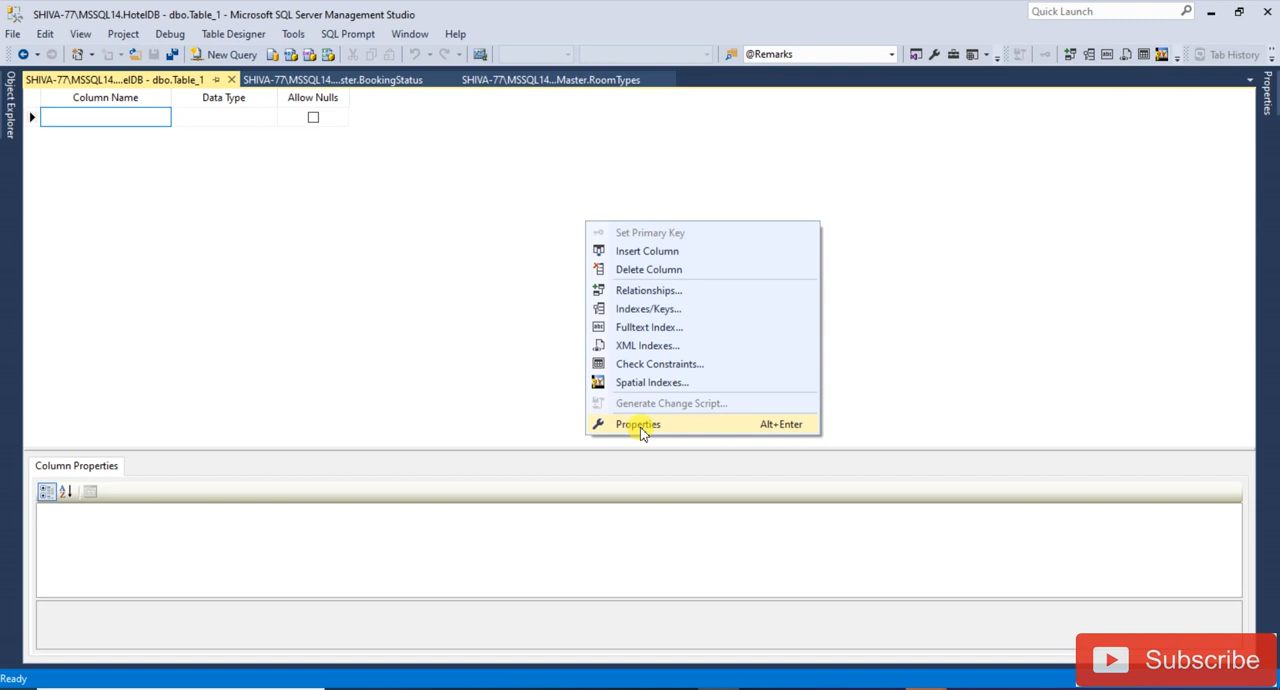 SHIVA-77\MSSQL14.HotelDB - dbo.Table_1 - Microsoft SQL Server Management Studio
Quick Launch
File Edit View Project Debug Table Designer Tools SQL Prompt Window Help
New Query
@Remarks
Tab History
Object Explorer
SHIVA-77\MSSQL14....elDB - dbo.Table_1
SHIVA-77\MSSQL14....ster.BookingStatus
SHIVA-77\MSSQL14...Master.RoomTypes
Properties
Column Name Data Type Allow Nulls
Set Primary Key
Insert Column
Delete Column
Relationships...
Indexes/Keys...
Fulltext Index...
XML Indexes...
Check Constraints...
Spatial Indexes...
Generate Change Script...
Properties Alt+Enter
Column Properties
Subscribe
Ready